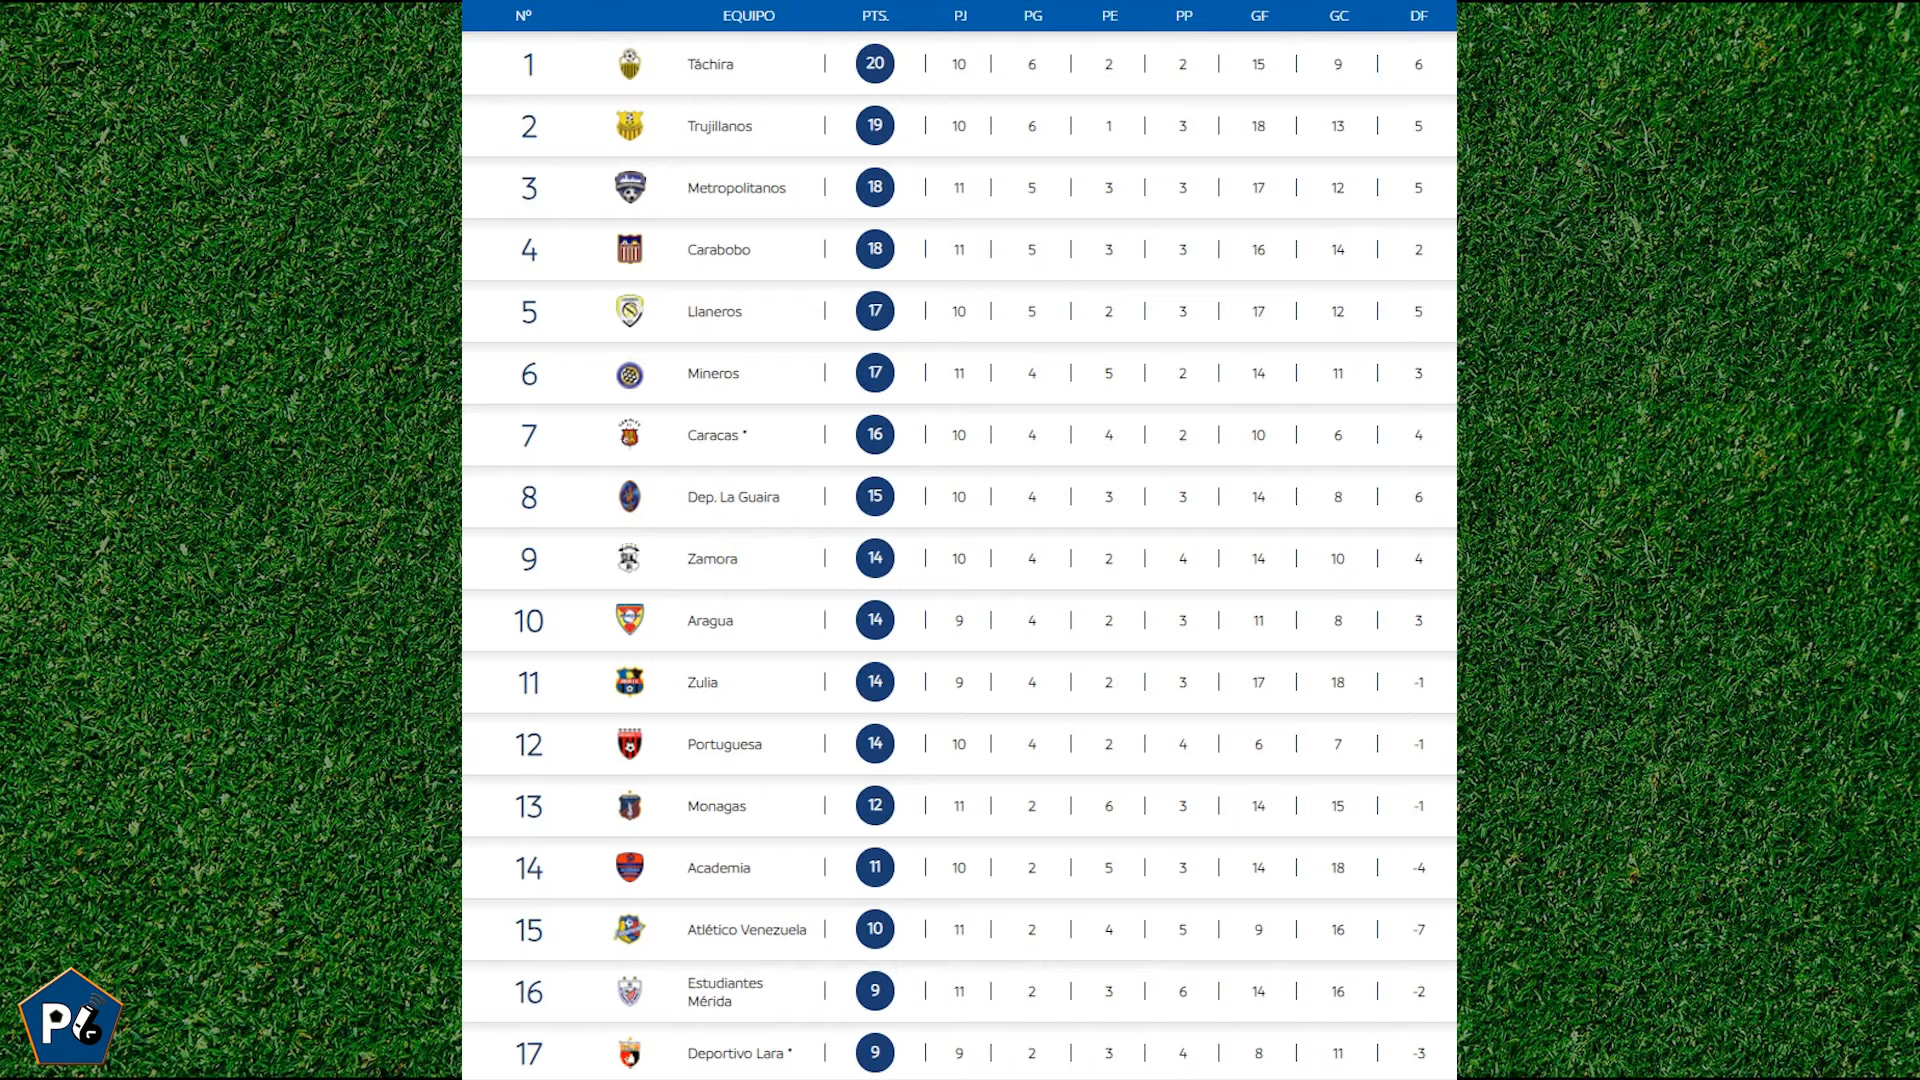 Nº EQUIPO PTS. PJ PG PE PP GF GC DF
1 Táchira 20 10 6 2 2 15 9 6
2 Trujillanos 19 10 6 1 3 18 13 5
3 Metropolitanos 18 11 5 3 3 17 12 5
4 Carabobo 18 11 5 3 3 16 14 2
5 Llaneros 17 10 5 2 3 17 12 5
6 Mineros 17 11 4 5 2 14 11 3
7 Caracas * 16 10 4 4 2 10 6 4
8 Dep. La Guaira 15 10 4 3 3 14 8 6
9 Zamora 14 10 4 2 4 14 10 4
10 Aragua 14 9 4 2 3 11 8 3
11 Zulia 14 9 4 2 3 17 18 -1
12 Portuguesa 14 10 4 2 4 6 7 -1
13 Monagas 12 11 2 6 3 14 15 -1
14 Academia 11 10 2 5 3 14 18 -4
15 Atlético Venezuela 10 11 2 4 5 9 16 -7
16 Estudiantes
Mérida 9 11 2 3 6 14 16 -2
17 Deportivo Lara * 9 9 2 3 4 8 11 -3
P6